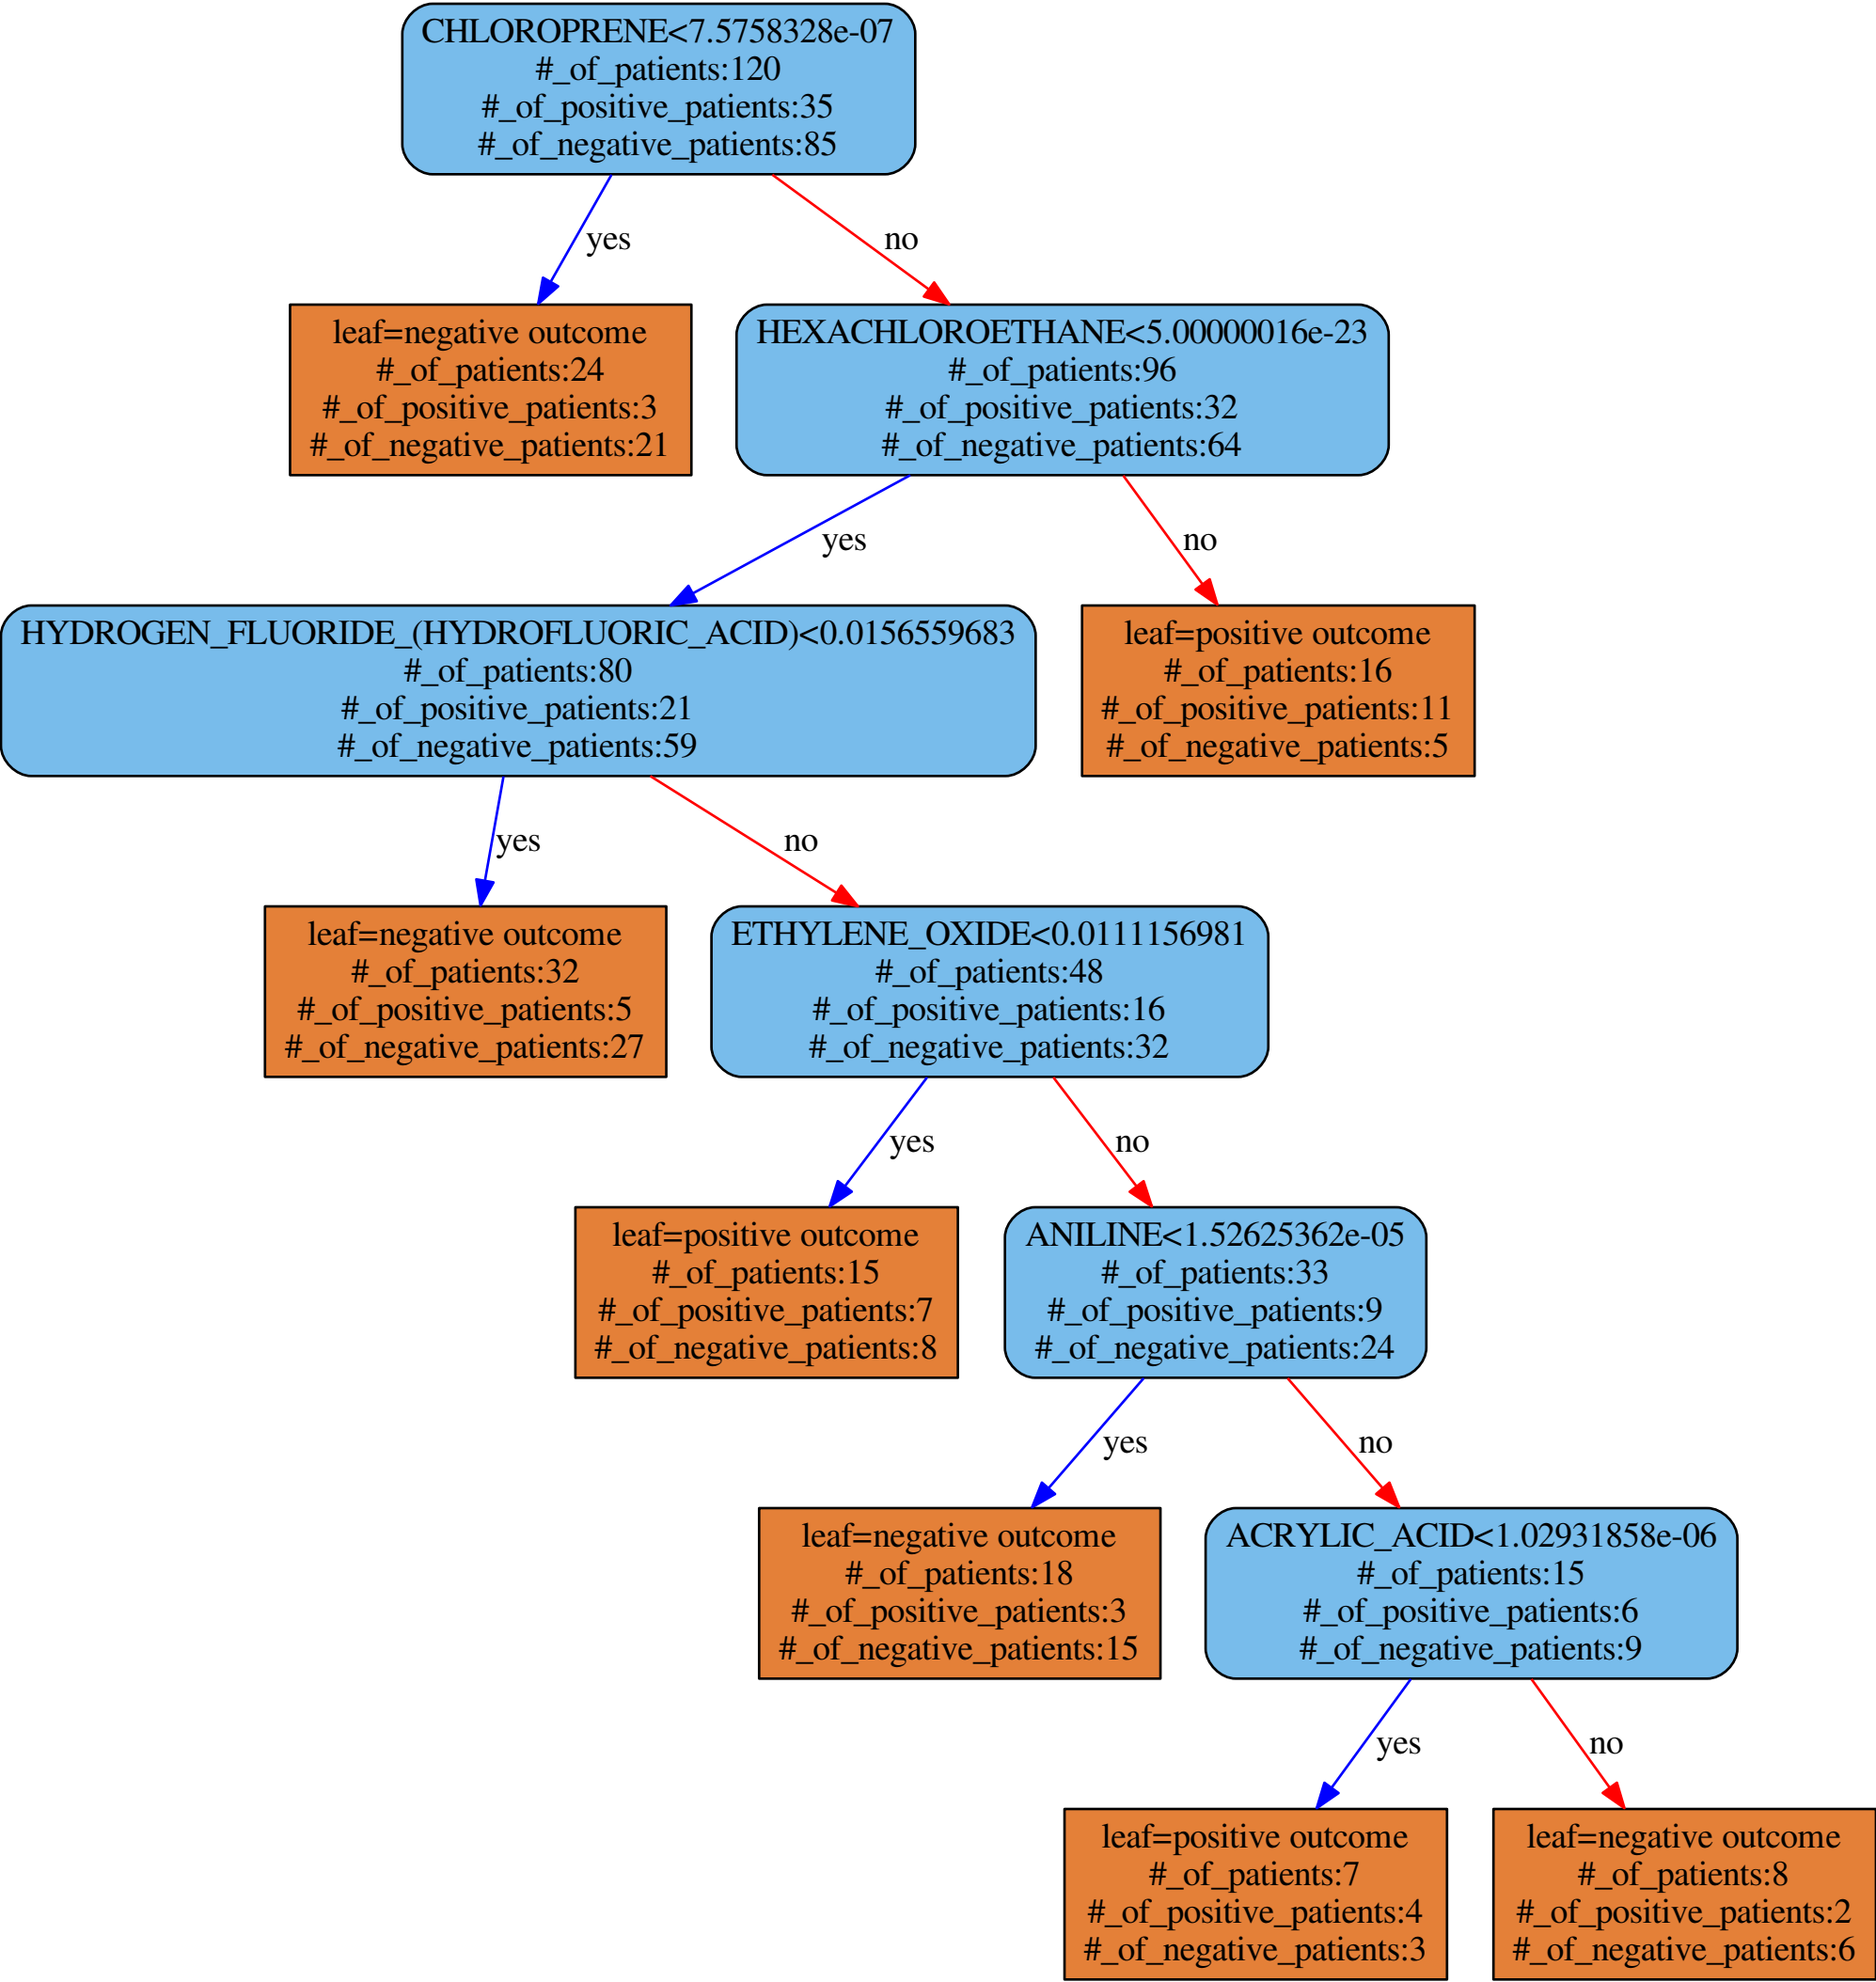 CHLOROPRENE<7.5758328e-07
#_of_patients:120
#_of_positive_patients:35
#_of_negative_patients:85
yes
no
leaf=negative outcome
#_of_patients:24
#_of_positive_patients:3
#_of_negative_patients:21
HEXACHLOROETHANE<5.00000016e-23
#_of_patients:96
#_of_positive_patients:32
#_of_negative_patients:64
yes
no
HYDROGEN_FLUORIDE_(HYDROFLUORIC_ACID)<0.0156559683
#_of_patients:80
#_of_positive_patients:21
#_of_negative_patients:59
leaf=positive outcome
#_of_patients:16
#_of_positive_patients:11
#_of_negative_patients:5
yes
no
leaf=negative outcome
#_of_patients:32
#_of_positive_patients:5
#_of_negative_patients:27
ETHYLENE_OXIDE<0.0111156981
#_of_patients:48
#_of_positive_patients:16
#_of_negative_patients:32
yes
no
leaf=positive outcome
#_of_patients:15
#_of_positive_patients:7
#_of_negative_patients:8
ANILINE<1.52625362e-05
#_of_patients:33
#_of_positive_patients:9
#_of_negative_patients:24
yes
no
leaf=negative outcome
#_of_patients:18
#_of_positive_patients:3
#_of_negative_patients:15
ACRYLIC_ACID<1.02931858e-06
#_of_patients:15
#_of_positive_patients:6
#_of_negative_patients:9
yes
no
leaf=positive outcome
#_of_patients:7
#_of_positive_patients:4
#_of_negative_patients:3
leaf=negative outcome
#_of_patients:8
#_of_positive_patients:2
#_of_negative_patients:6